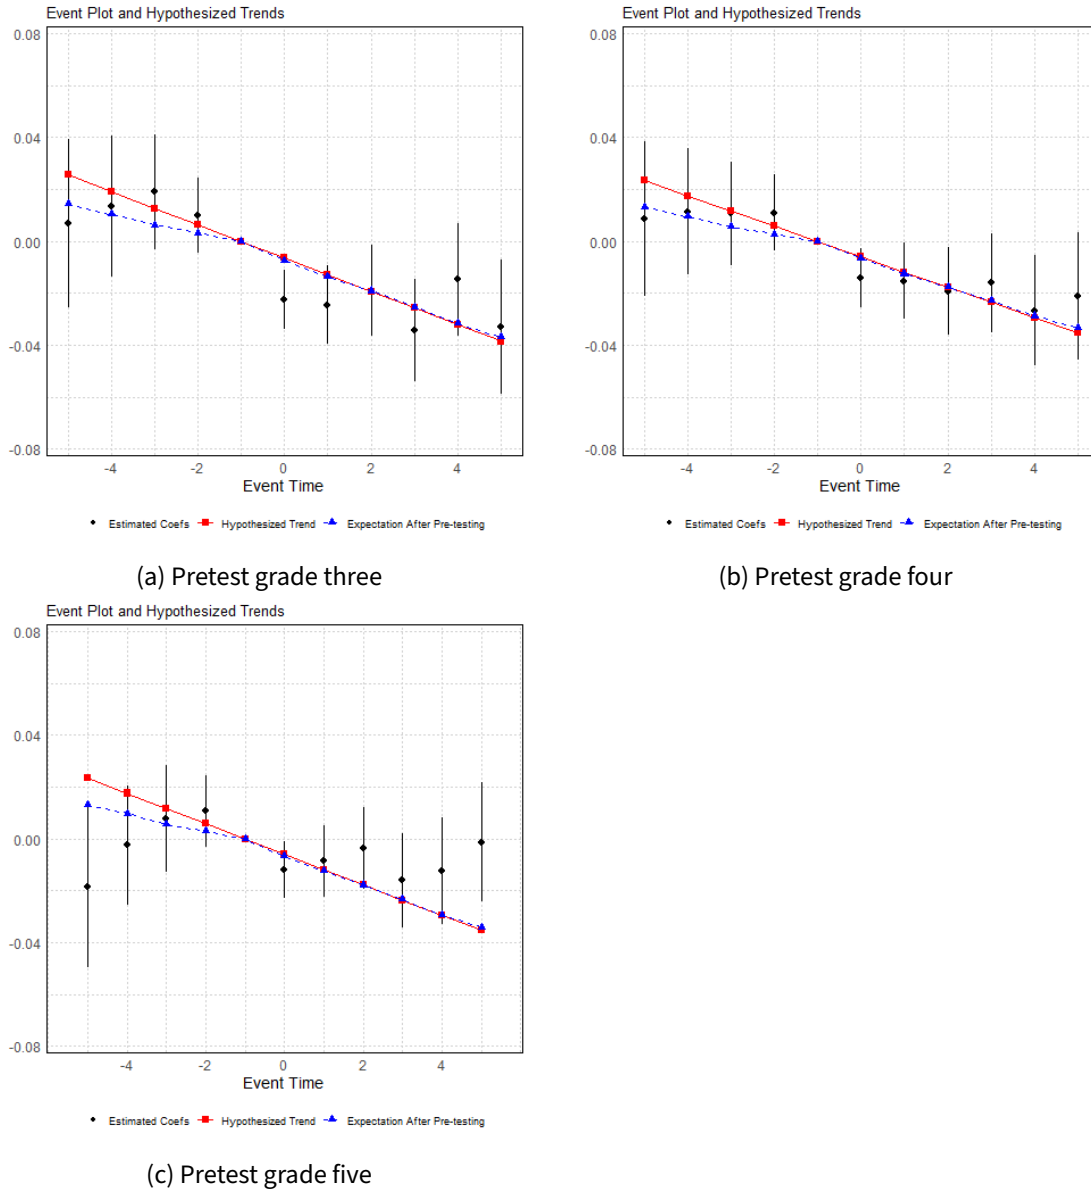 Event Plot and Hypothesized Trends
0.08
0.04
0.00
-0.04
-0.08
-4 -2 0 2 4
Event Time
Estimated Coefs Hypothesized Trend Expectation After Pre-testing
(a) Pretest grade three
Event Plot and Hypothesized Trends
0.08
0.04
0.00
-0.04
-0.08
-4 -2 0 2 4
Event Time
Estimated Coefs Hypothesized Trend Expectation After Pre-testing
(b) Pretest grade four
Event Plot and Hypothesized Trends
0.08
0.04
0.00
-0.04
-0.08
-4 -2 0 2 4
Event Time
Estimated Coefs Hypothesized Trend Expectation After Pre-testing
(c) Pretest grade five